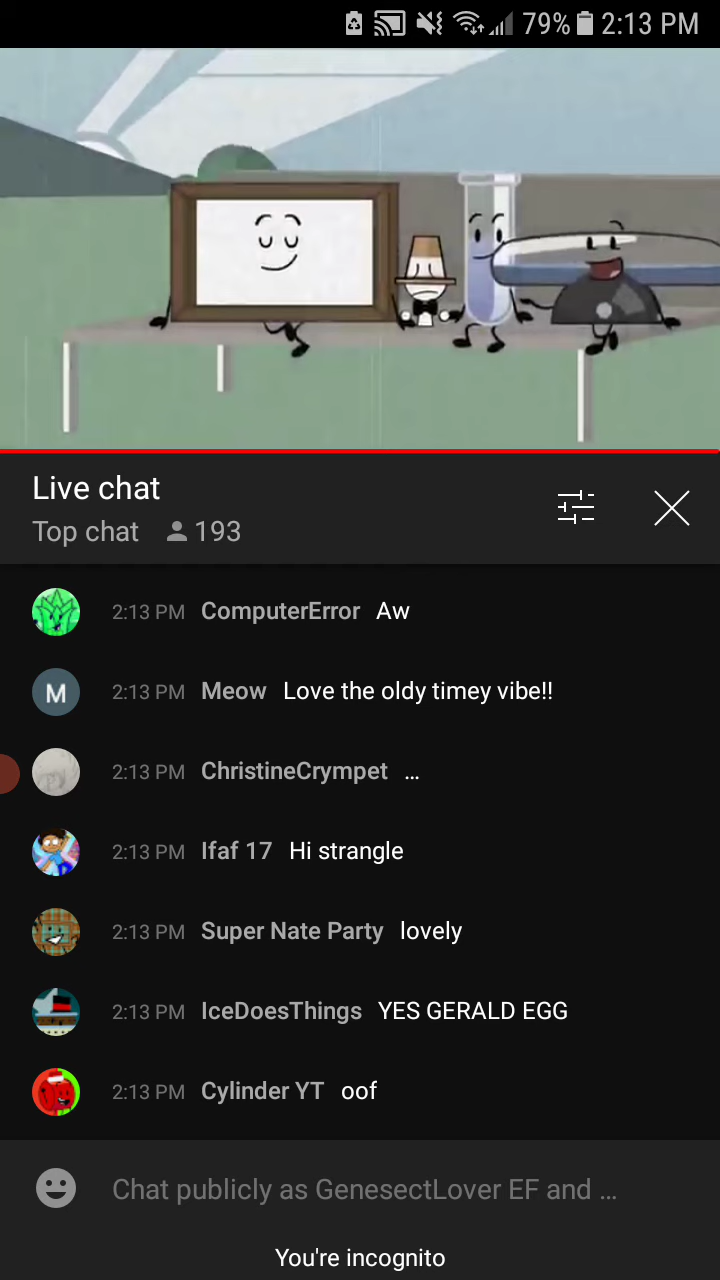 79% 2:13 PM
Live chat
Top chat 193
2:13 PM ComputerError Aw
M 2:13 PM Meow Love the oldy timey vibe!!
2:13 PM ChristineCrympet ...
2:13 PM Ifaf 17 Hi strangle
2:13 PM Super Nate Party lovely
2:13 PM IceDoesThings YES GERALD EGG
2:13 PM Cylinder YT oof
Chat publicly as GenesectLover EF and ...
You're incognito